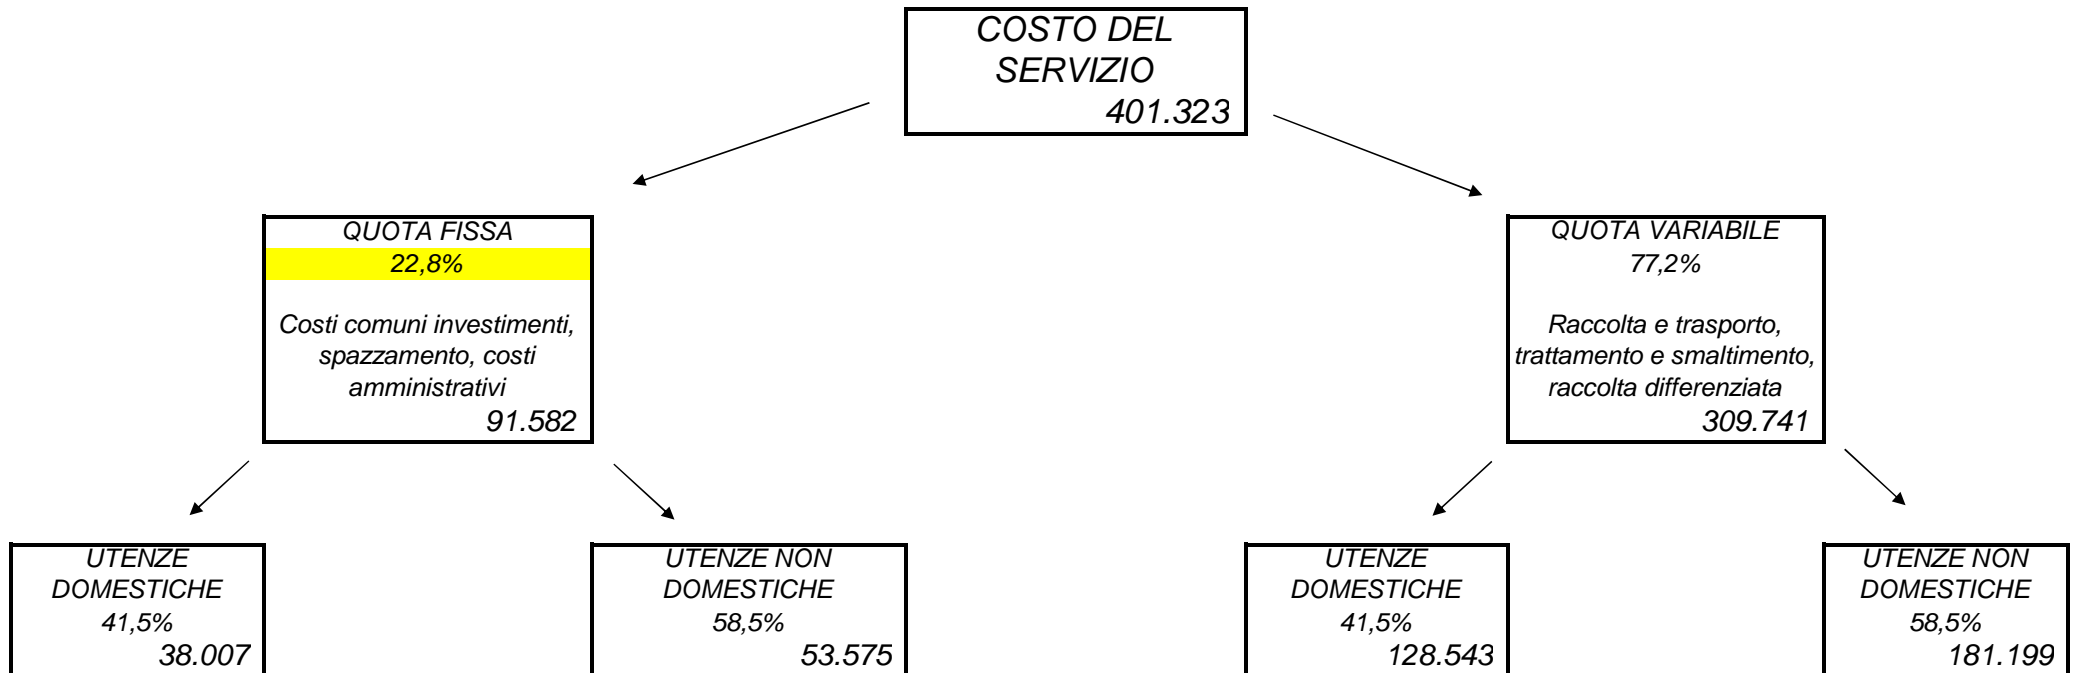 COSTO DEL
SERVIZIO
401.323
QUOTA FISSA
22,8%
Costi comuni investimenti,
spazzamento, costi
amministrativi
91.582
QUOTA VARIABILE
77,2%
Raccolta e trasporto,
trattamento e smaltimento,
raccolta differenziata
309.741
UTENZE
DOMESTICHE
41,5%
38.007
UTENZE NON
DOMESTICHE
58,5%
53.575
UTENZE
DOMESTICHE
41,5%
128.543
UTENZE NON
DOMESTICHE
58,5%
181.199